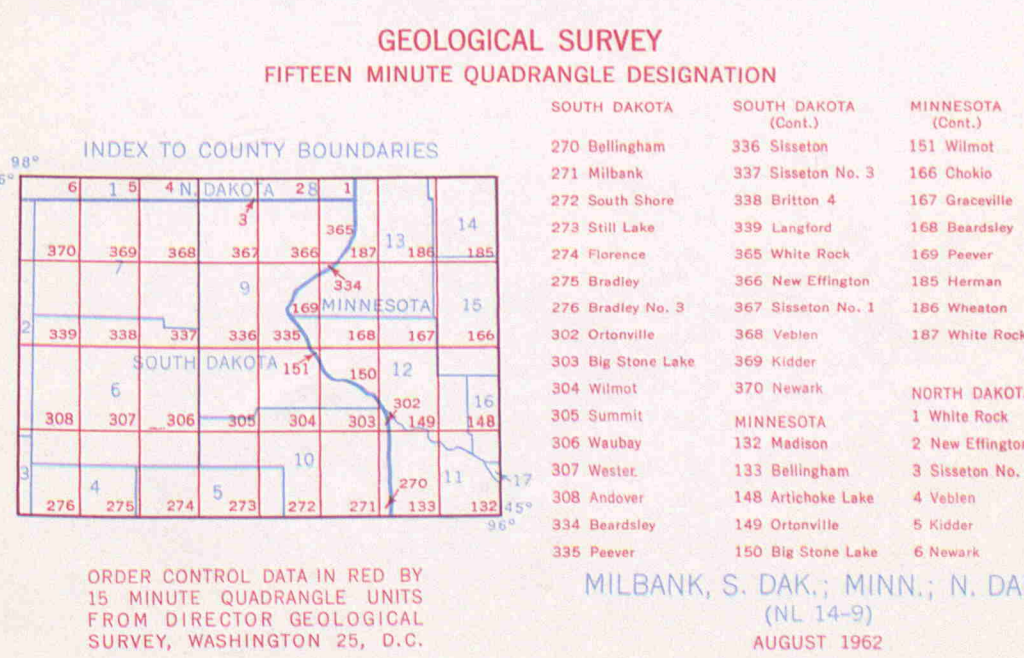 GEOLOGICAL SURVEY
FIFTEEN MINUTE QUADRANGLE DESIGNATION
INDEX TO COUNTY BOUNDARIES
98°
6°
6 1 5 4 N. DAKOTA 2 8 1
3
365
13 14
370 369 368 367 366 187 186 185
7
9
334
169 MINNESOTA 15
2
339 338 337 336 335 168 167 166
SOUTH DAKOTA 151
150 12
6
302 16
308 307 306 305 304 303 149 148
10
3 11
4 5 270 17
276 275 274 273 272 271 133 132 45°
96°
ORDER CONTROL DATA IN RED BY
15 MINUTE QUADRANGLE UNITS
FROM DIRECTOR GEOLOGICAL
SURVEY, WASHINGTON 25, D.C.
SOUTH DAKOTA
270 Bellingham
271 Milbank
272 South Shore
273 Still Lake
274 Florence
275 Bradley
276 Bradley No. 3
302 Ortonville
303 Big Stone Lake
304 Wilmot
305 Summit
306 Waubay
307 Wester
308 Andover
334 Beardsley
335 Peever
SOUTH DAKOTA
(Cont.)
336 Sisseton
337 Sisseton No. 3
338 Britton 4
339 Langford
365 White Rock
366 New Effington
367 Sisseton No. 1
368 Veblen
369 Kidder
370 Newark
MINNESOTA
132 Madison
133 Bellingham
148 Artichoke Lake
149 Ortonville
150 Big Stone Lake
MINNESOTA
(Cont.)
151 Wilmot
166 Chokio
167 Graceville
168 Beardsley
169 Peever
185 Herman
186 Wheaton
187 White Rock
NORTH DAKOT
1 White Rock
2 New Effington
3 Sisseton No.
4 Veblen
5 Kidder
6 Newark
MILBANK, S. DAK.; MINN.; N. DA
(NL 14-9)
AUGUST 1962